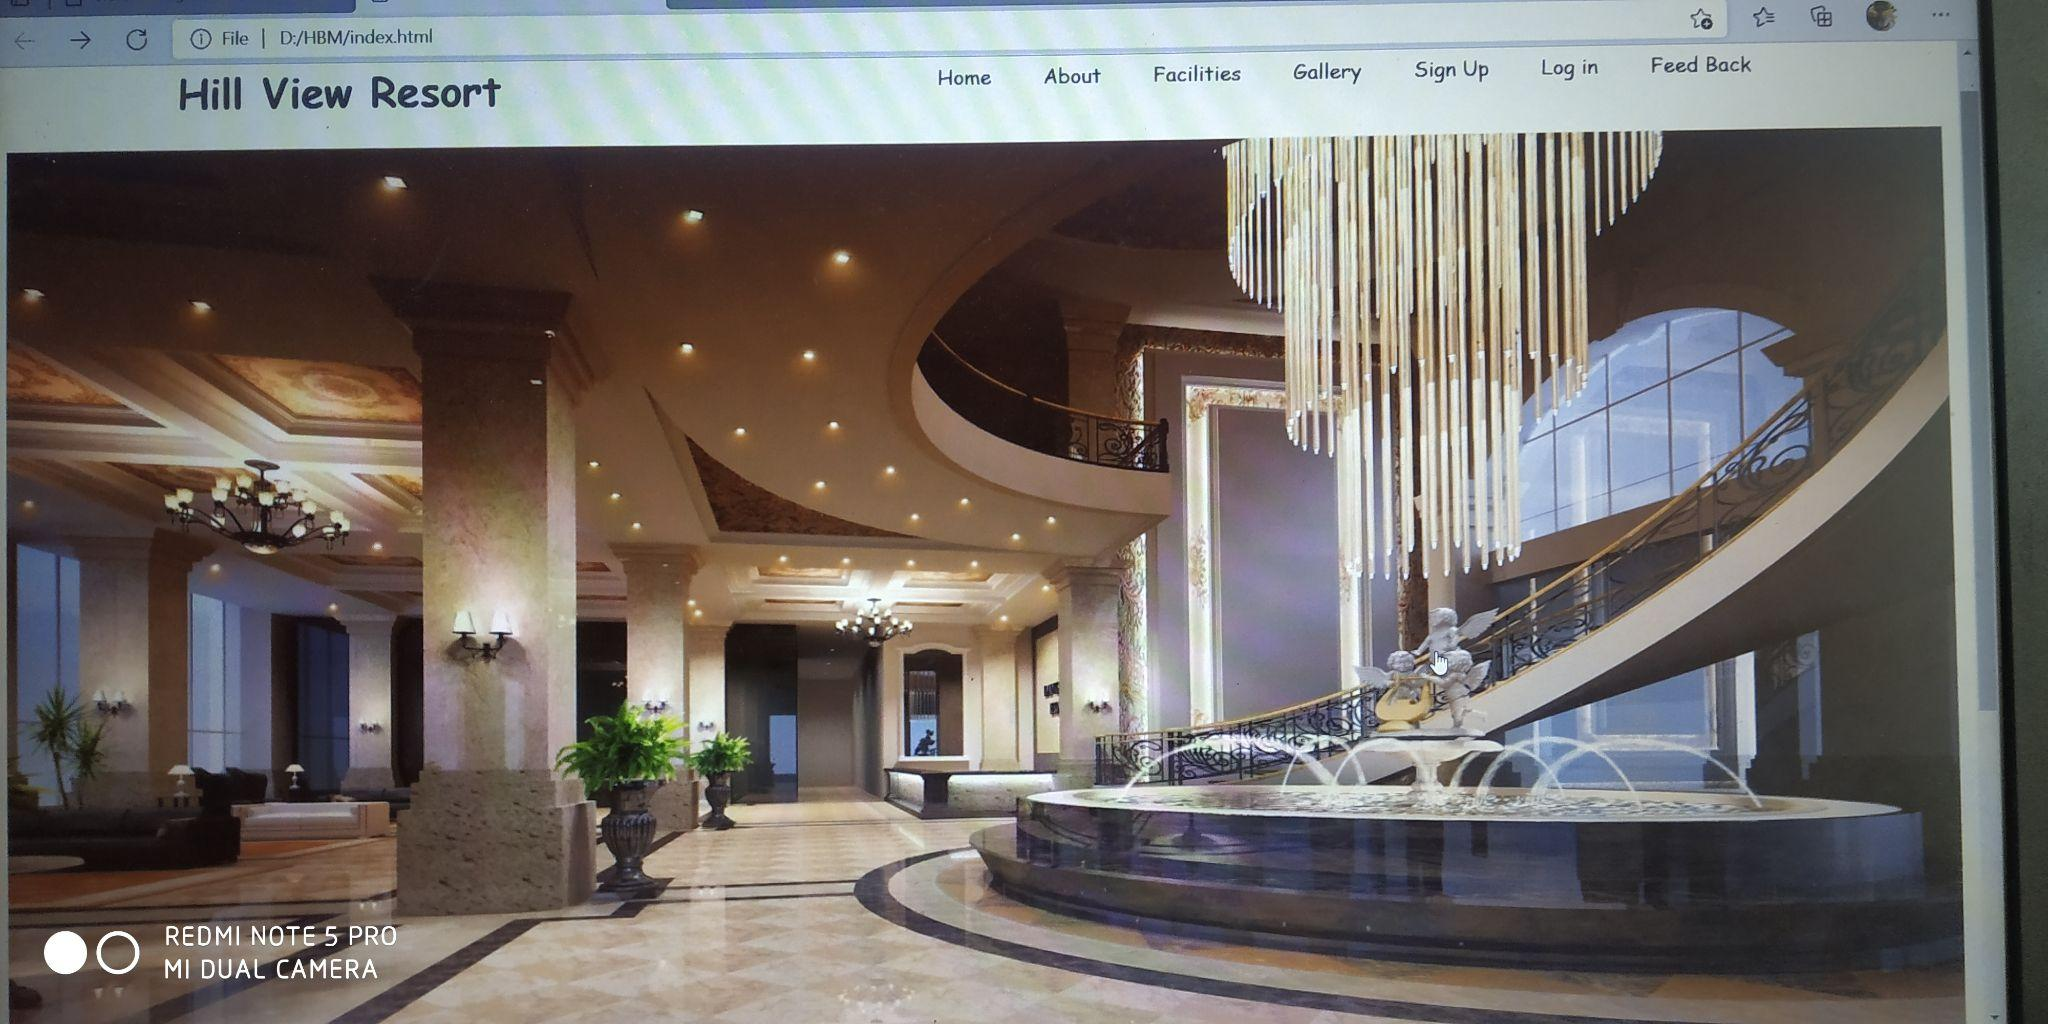 File | D:/HBM/index.html
Hill View Resort
Home About Facilities Gallery Sign Up Log in Feed Back
REDMI NOTE 5 PRO
MI DUAL CAMERA